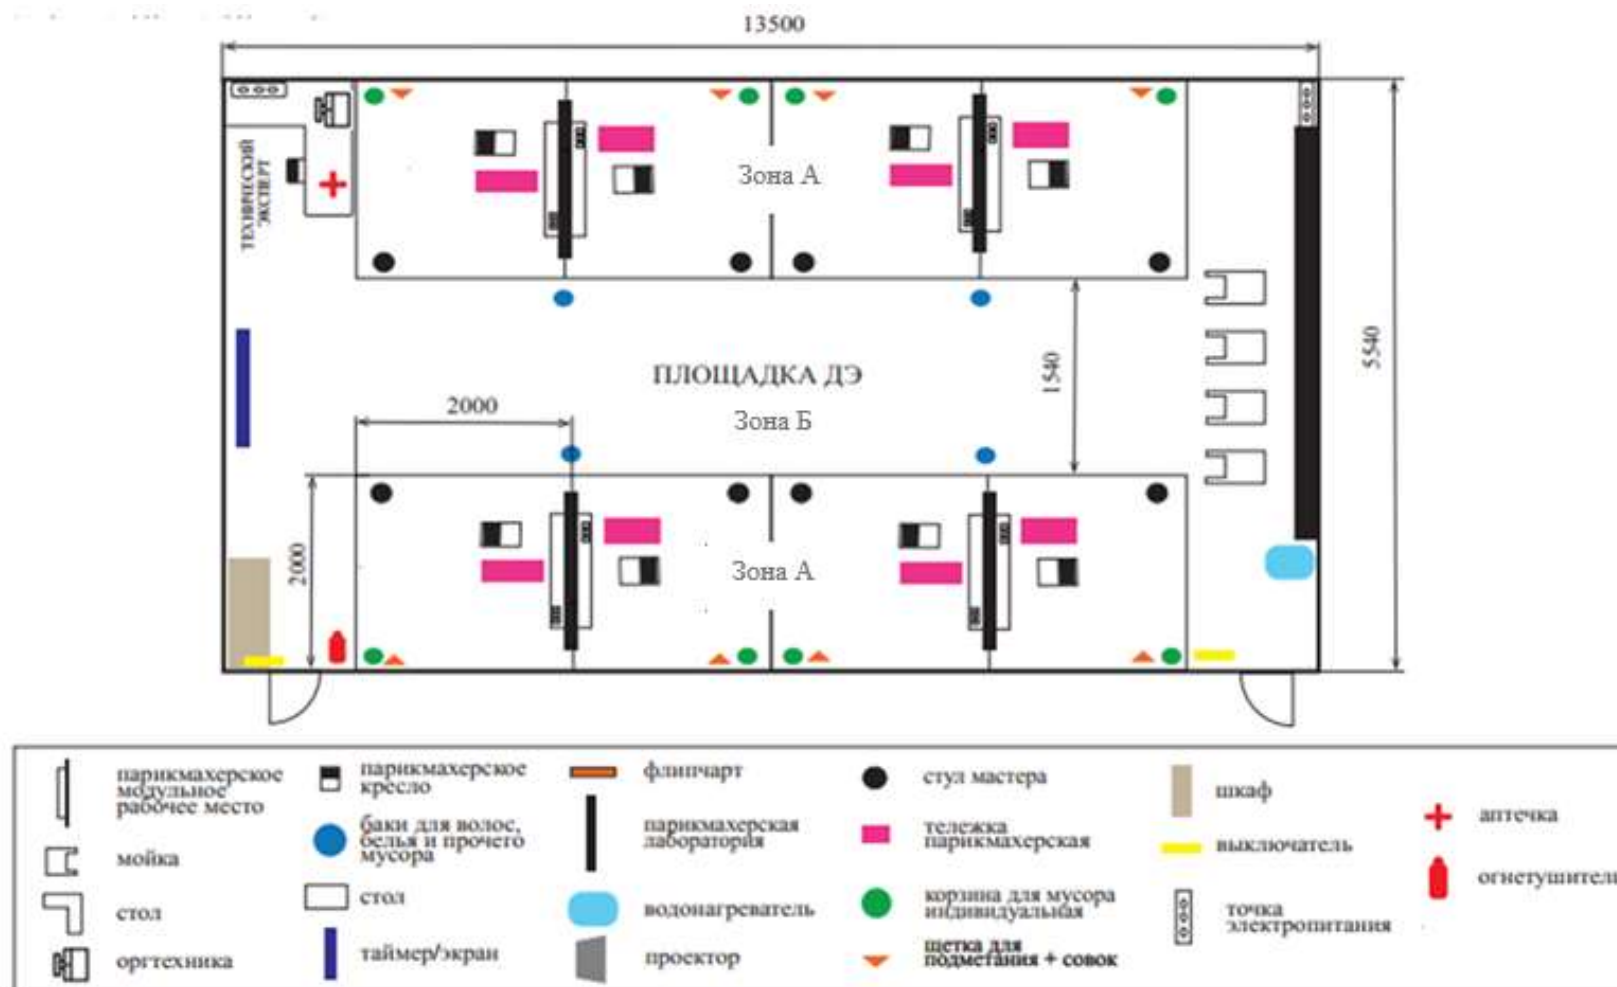 13500
ТЕХНИЧЕСКИЙ
ЭКСПЕРТ
Зона А
ПЛОЩАДКА ДЭ
Зона Б
1540
5540
2000
2000
Зона А
парикмахерское
модульное
рабочее место
мойка
стол
оргтехника
парикмахерское
кресло
баки для волос,
белья и прочего
мусора
стол
таймер/экран
флипчарт
парикмахерская
лаборатория
водонагреватель
проектор
стул мастера
тележка
парикмахерская
корзина для мусора
индивидуальная
щетка для
подметания + совок
шкаф
выключатель
точка
электропитания
аптечка
огнетушитель